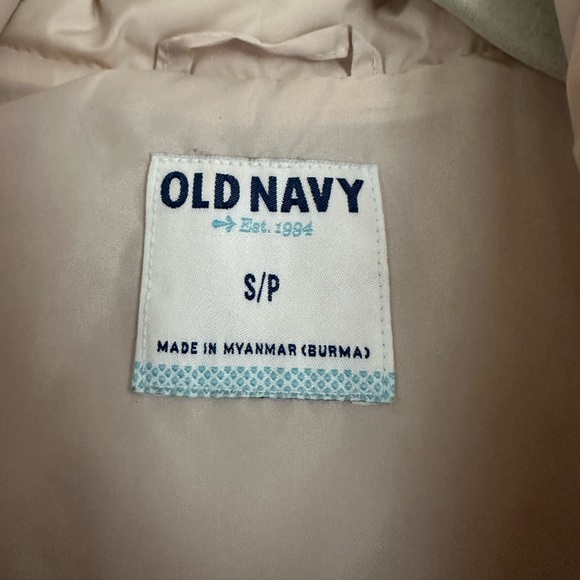 OLD NAVY
Est. 1994
S/P
MADE IN MYANMAR (BURMA)